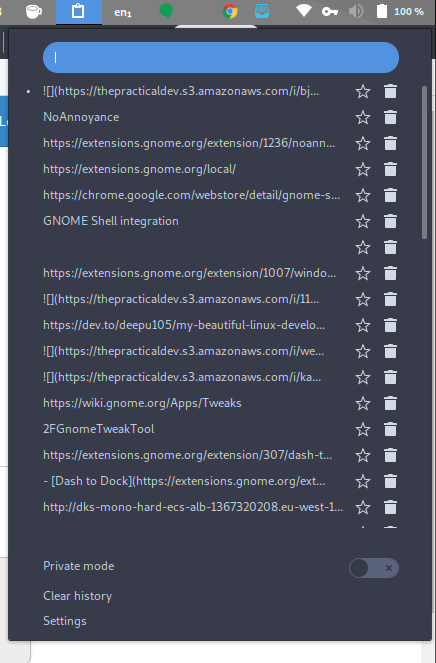 en₁
100 %
![](https://thepracticaldev.s3.amazonaws.com/i/bj...
NoAnnoyance
https://extensions.gnome.org/extension/1236/noann...
https://extensions.gnome.org/local/
https://chrome.google.com/webstore/detail/gnome-s...
GNOME Shell integration
https://extensions.gnome.org/extension/1007/windo...
![](https://thepracticaldev.s3.amazonaws.com/i/11...
https://dev.to/deepu105/my-beautiful-linux-develo...
![](https://thepracticaldev.s3.amazonaws.com/i/we...
![](https://thepracticaldev.s3.amazonaws.com/i/ka...
https://wiki.gnome.org/Apps/Tweaks
2FGnomeTweakTool
https://extensions.gnome.org/extension/307/dash-t...
- [Dash to Dock](https://extensions.gnome.org/ext...
http://dks-mono-hard-ecs-alb-1367320208.eu-west-1...
Private mode
Clear history
Settings